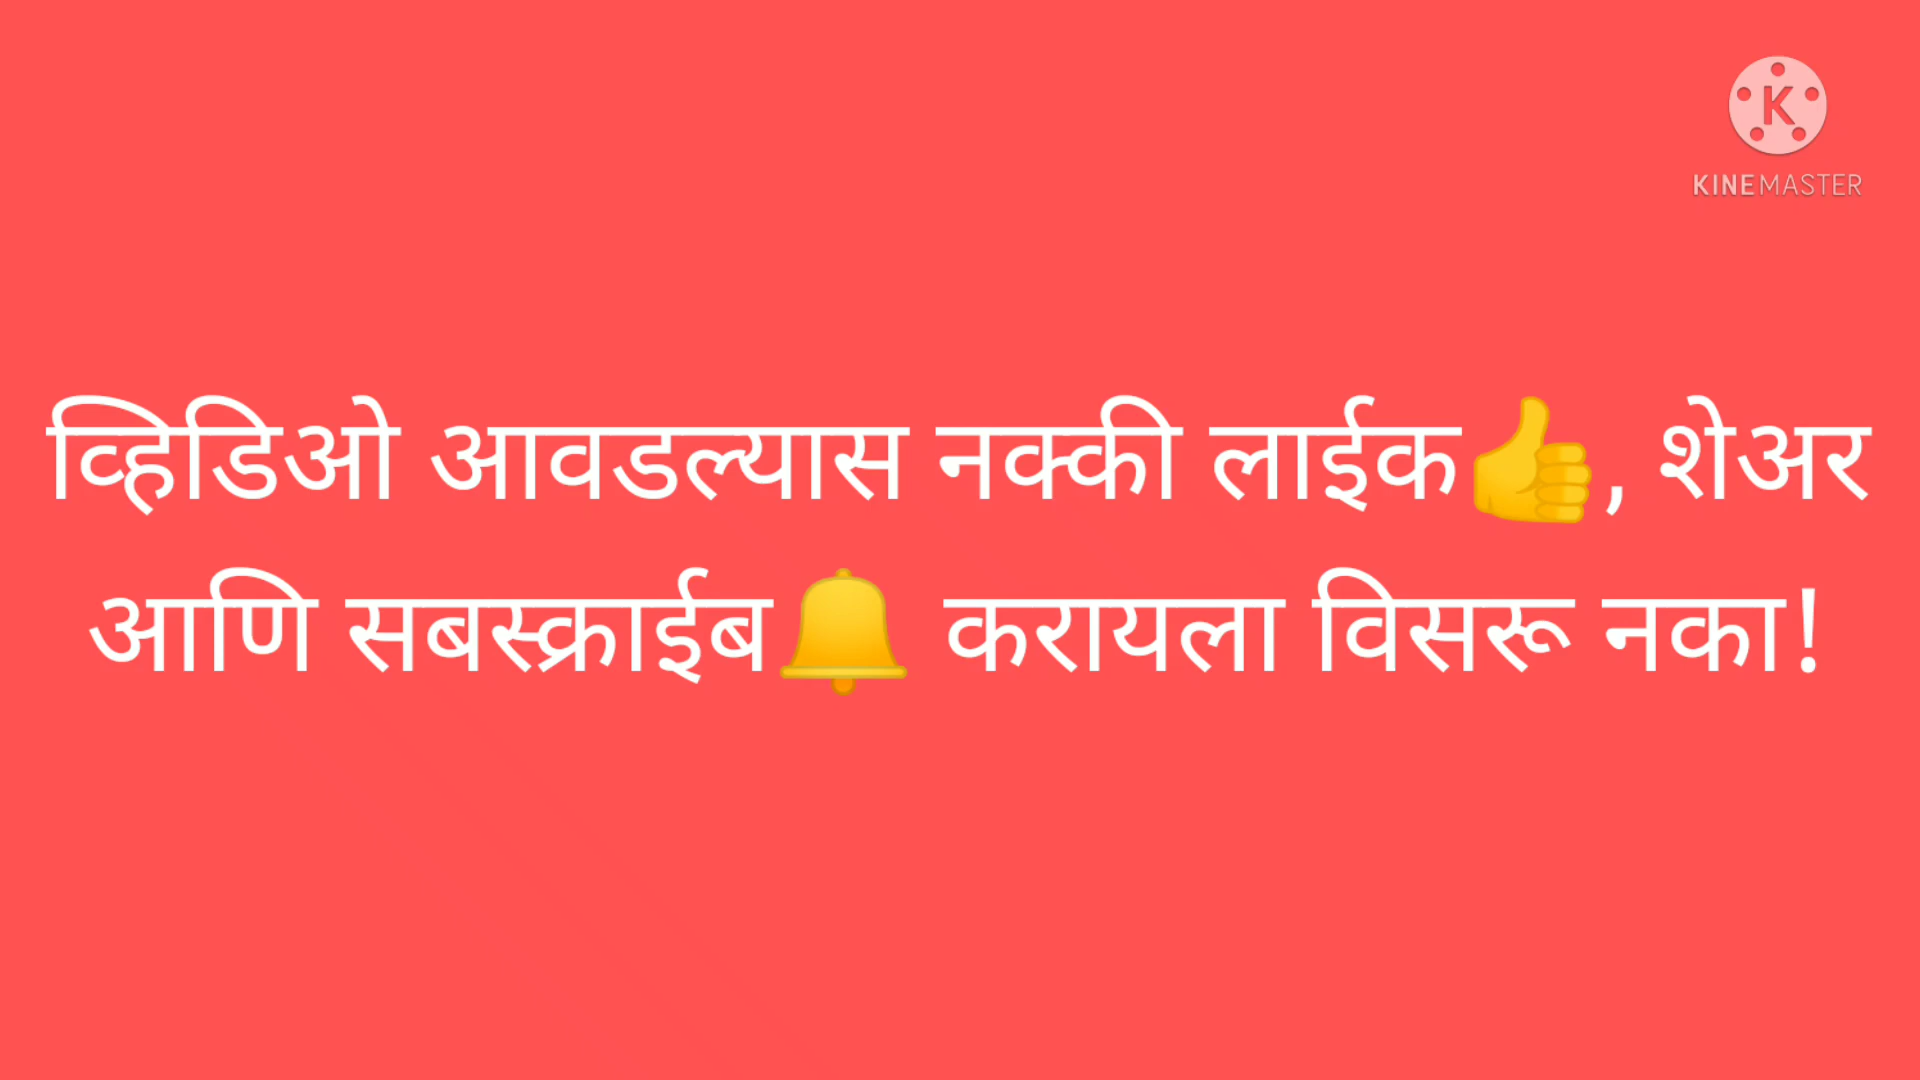 K
KINEMASTER
व्हिडिओ आवडल्यास नक्की लाईक👍, शेअर
आणि सबस्क्राईब🔔 करायला विसरू नका!